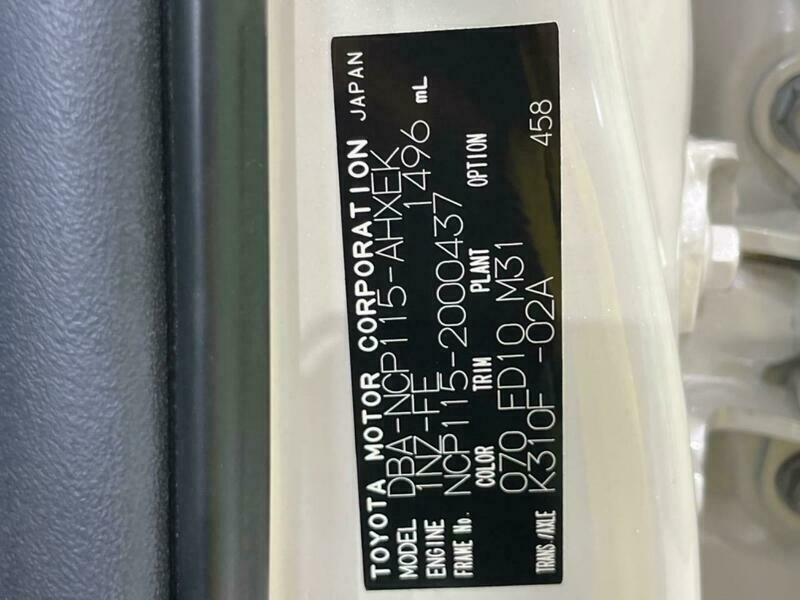 TOYOTA MOTOR CORPORATION JAPAN
MODEL DBA-NCP115-AHXEK
ENGINE 1NZ-FE 1496 mL
FRAME No. NCP115-2000437
COLOR TRIM PLANT OPTION
070 FD10 M31
TRANS./AXLE K310F -02A 458